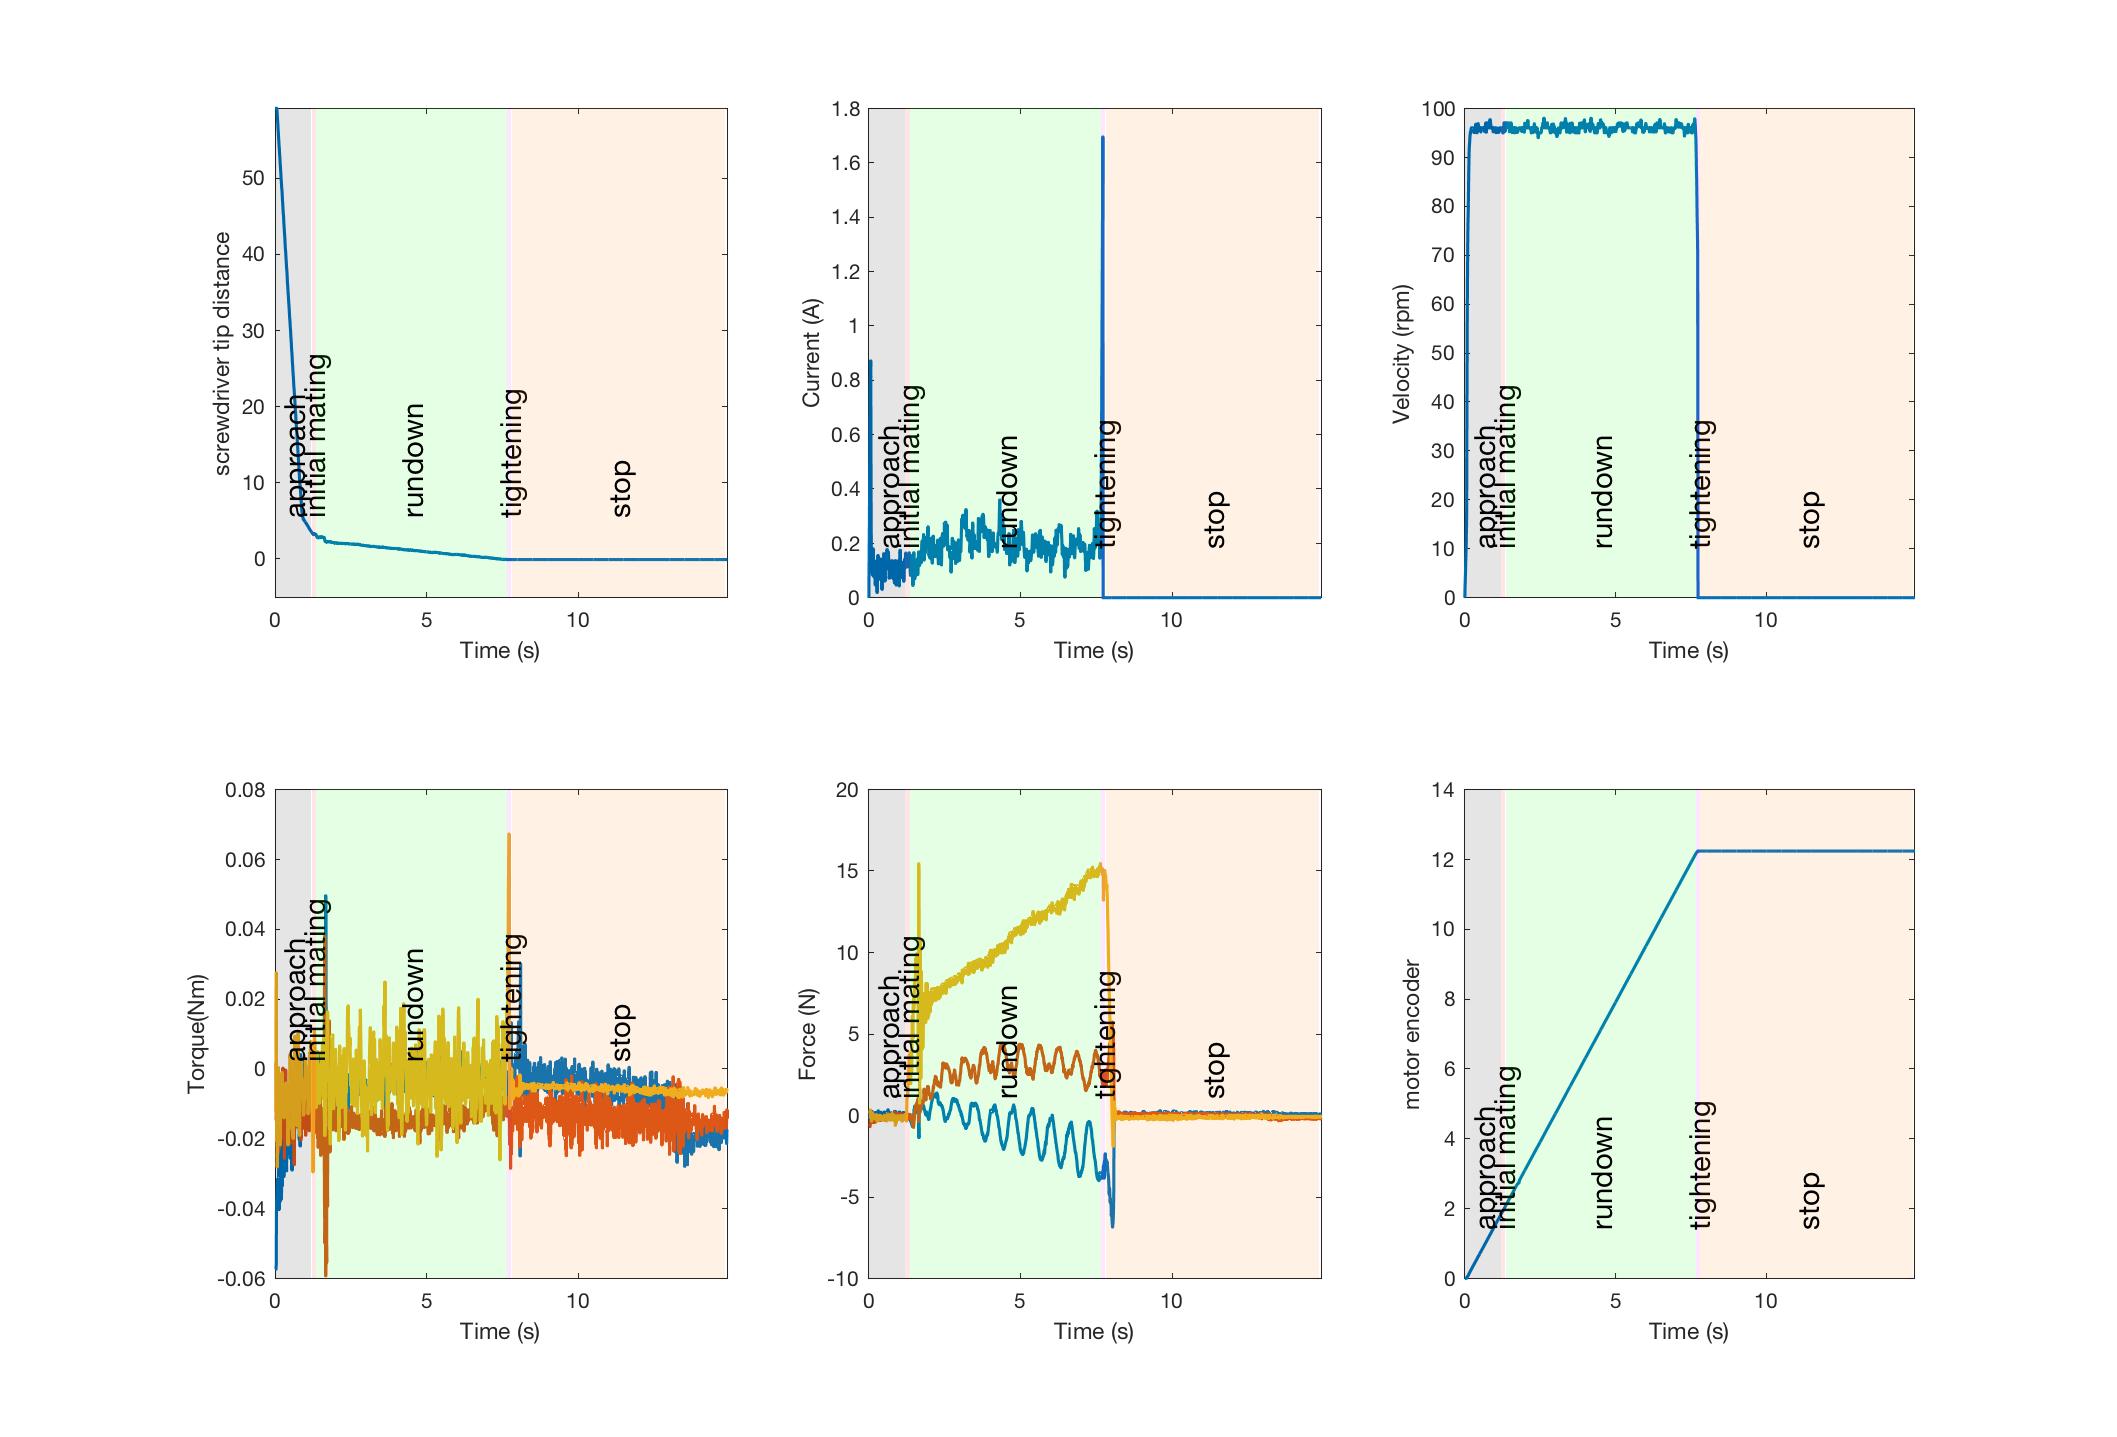 screwdriver tip distance
50
40
30
20
10
0
approach
initial mating
rundown
tightening
stop
0 5 10
Time (s)
Current (A)
1.8
1.6
1.4
1.2
1
0.8
0.6
0.4
0.2
0
approach
initial mating
rundown
tightening
stop
0 5 10
Time (s)
Velocity (rpm)
100
90
80
70
60
50
40
30
20
10
0
approach
initial mating
rundown
tightening
stop
0 5 10
Time (s)
Torque(Nm)
0.08
0.06
0.04
0.02
0
-0.02
-0.04
-0.06
approach
initial mating
rundown
tightening
stop
0 5 10
Time (s)
Force (N)
20
15
10
5
0
-5
-10
approach
initial mating
rundown
tightening
stop
0 5 10
Time (s)
motor encoder
14
12
10
8
6
4
2
0
approach
initial mating
rundown
tightening
stop
0 5 10
Time (s)